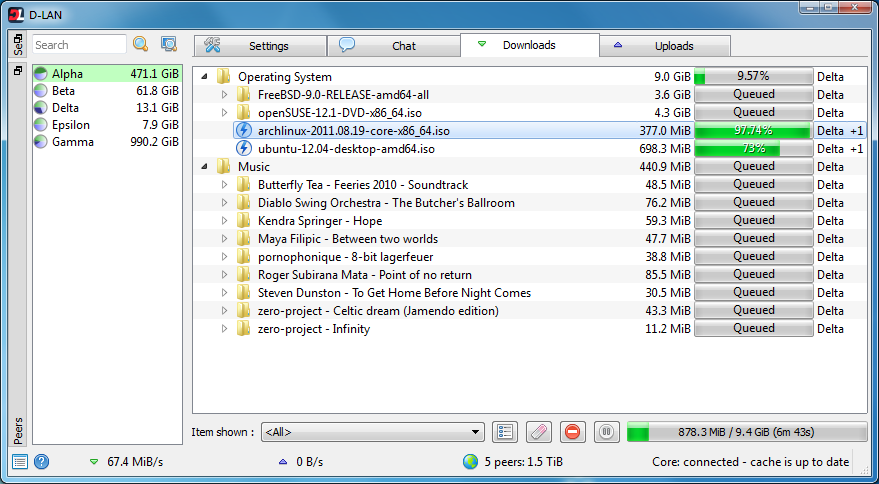 D-LAN
Search
Settings
Chat
Downloads
Uploads
Peers
Alpha 471.1 GiB
Beta 61.8 GiB
Delta 13.1 GiB
Epsilon 7.9 GiB
Gamma 990.2 GiB
Operating System 9.0 GiB 9.57% Delta
FreeBSD-9.0-RELEASE-amd64-all 3.6 GiB Queued Delta
openSUSE-12.1-DVD-x86_64.iso 4.3 GiB Queued Delta
archlinux-2011.08.19-core-x86_64.iso 377.0 MiB 97.74% Delta +1
ubuntu-12.04-desktop-amd64.iso 698.3 MiB 73% Delta +1
Music 440.9 MiB Queued Delta
Butterfly Tea - Feeries 2010 - Soundtrack 48.5 MiB Queued Delta
Diablo Swing Orchestra - The Butcher's Ballroom 76.2 MiB Queued Delta
Kendra Springer - Hope 59.3 MiB Queued Delta
Maya Filipic - Between two worlds 47.7 MiB Queued Delta
pornophonique - 8-bit lagerfeuer 38.8 MiB Queued Delta
Roger Subirana Mata - Point of no return 85.5 MiB Queued Delta
Steven Dunston - To Get Home Before Night Comes 30.5 MiB Queued Delta
zero-project - Celtic dream (Jamendo edition) 43.3 MiB Queued Delta
zero-project - Infinity 11.2 MiB Queued Delta
Item shown : <All> 878.3 MiB / 9.4 GiB (6m 43s)
67.4 MiB/s 0 B/s 5 peers: 1.5 TiB Core: connected - cache is up to date